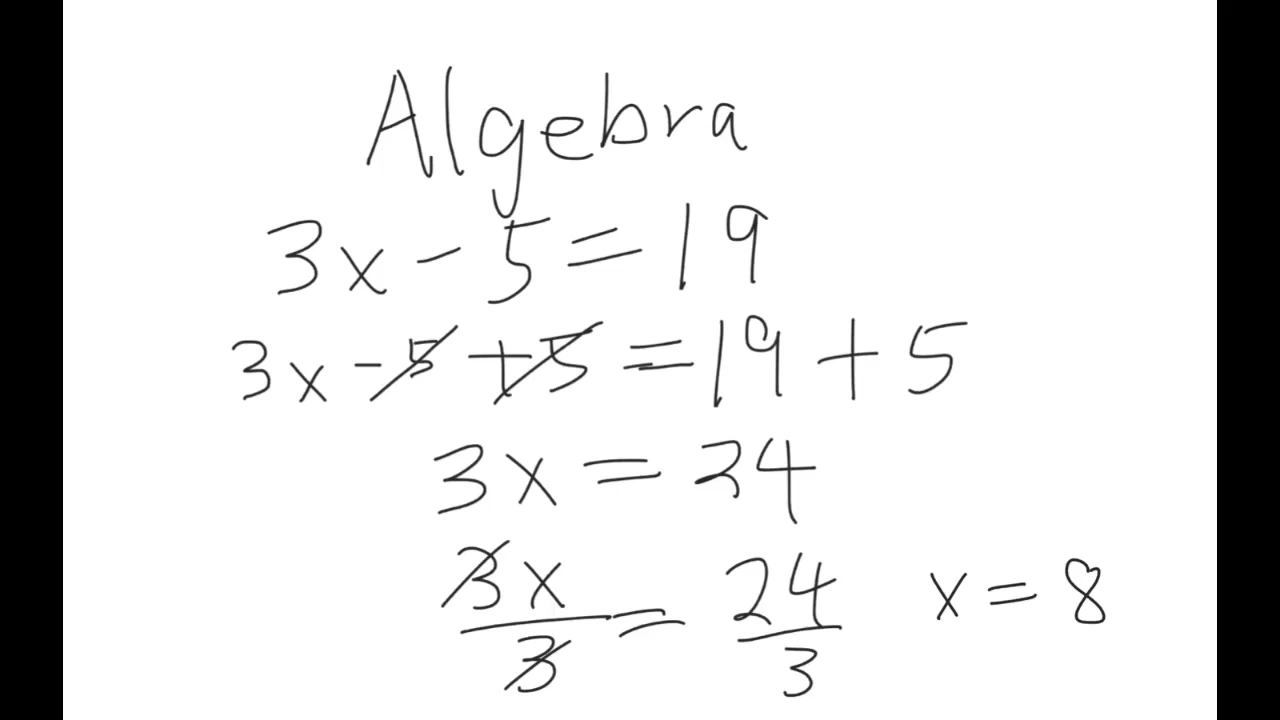 Algebra
3x - 5 = 19
3x - 5 + 5 = 19 + 5
3x = 24
3x/3 = 24/3 x = 8